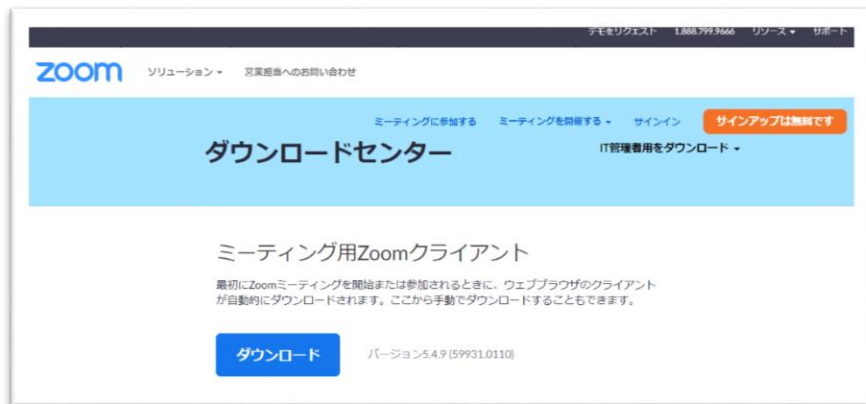 デモをリクエスト 1.888.799.9666 リソース サポート
zoom ソリューション 営業担当へのお問い合わせ
ミーティングに参加する ミーティングを開催する サインイン サインアップは無料です
ダウンロードセンター IT管理者用をダウンロード
ミーティング用Zoomクライアント
最初にZoomミーティングを開始または参加されるときに、ウェブブラウザのクライアント
が自動的にダウンロードされます。ここから手動でダウンロードすることもできます。
ダウンロード バージョン5.4.9 (59931.0110)